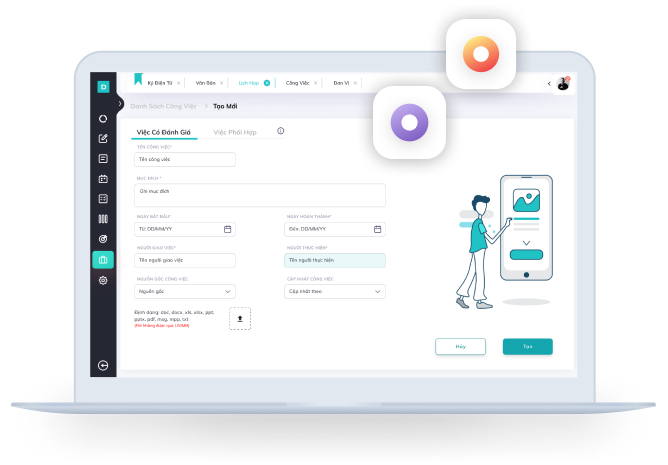 D
Ký Điện Tử ×
Văn Bản ×
Lịch Họp
Công Việc ×
Đơn Vị ×
Danh Sách Công Việc > Tạo Mới
Việc Có Đánh Giá
Việc Phối Hợp
TÊN CÔNG VIỆC*
Tên công việc
MỤC ĐÍCH *
Ghi mục đích
NGÀY BẮT ĐẦU*
NGÀY HOÀN THÀNH*
Từ: DD/MM/YY
Đến: DD/MM/YY
NGƯỜI GIAO VIỆC*
NGƯỜI THỰC HIỆN*
Tên người giao việc
Tên người thực hiện
NGUỒN GỐC CÔNG VIỆC
CẬP NHẬT CÔNG VIỆC
Nguồn gốc
Cập nhật theo
Định dạng: doc, docx, xls, xlsx, ppt,
pptx, pdf, msg, mpp, txt
(File không được quá 100MB)
Hủy
Tạo